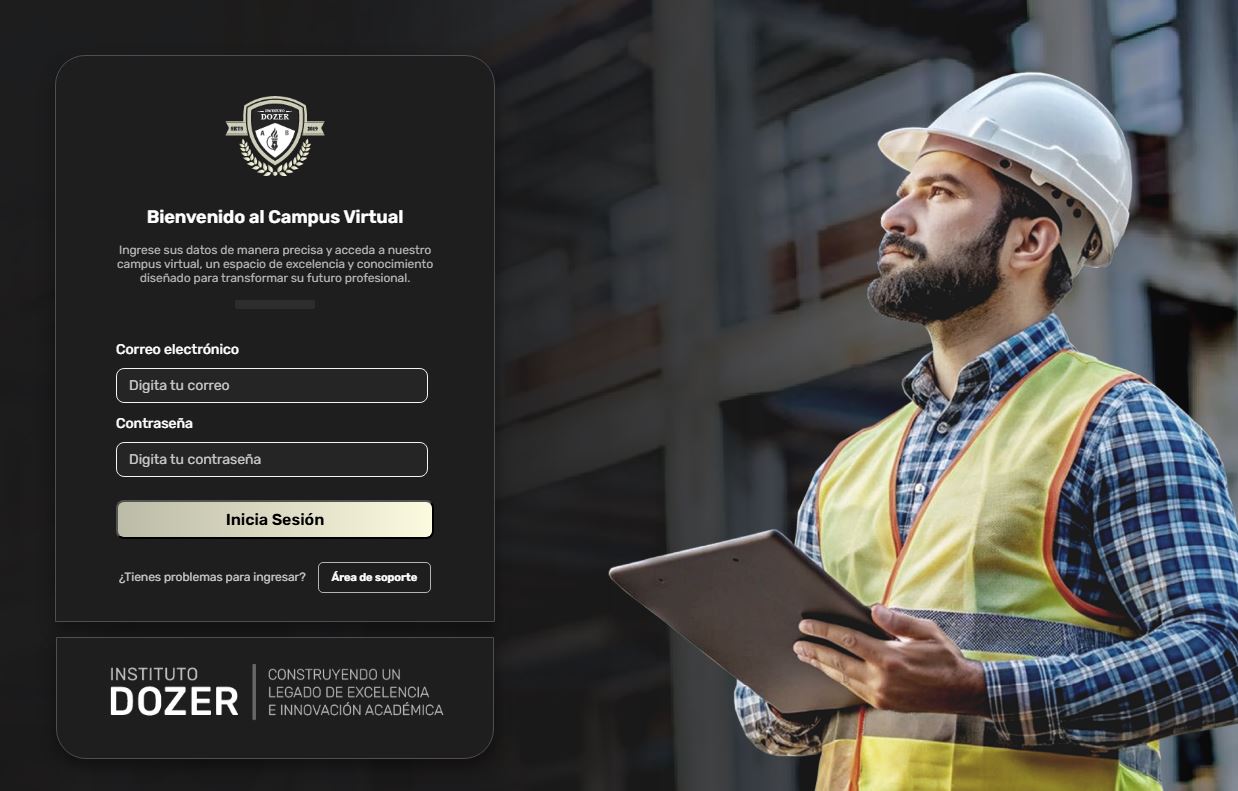 INSTITUTO
DOZER
2019
A B
Bienvenido al Campus Virtual
Ingrese sus datos de manera precisa y acceda a nuestro
campus virtual, un espacio de excelencia y conocimiento
diseñado para transformar su futuro profesional.
Correo electrónico
Digita tu correo
Contraseña
Digita tu contraseña
Inicia Sesión
¿Tienes problemas para ingresar? Área de soporte
INSTITUTO
DOZER
CONSTRUYENDO UN
LEGADO DE EXCELENCIA
E INNOVACIÓN ACADÉMICA